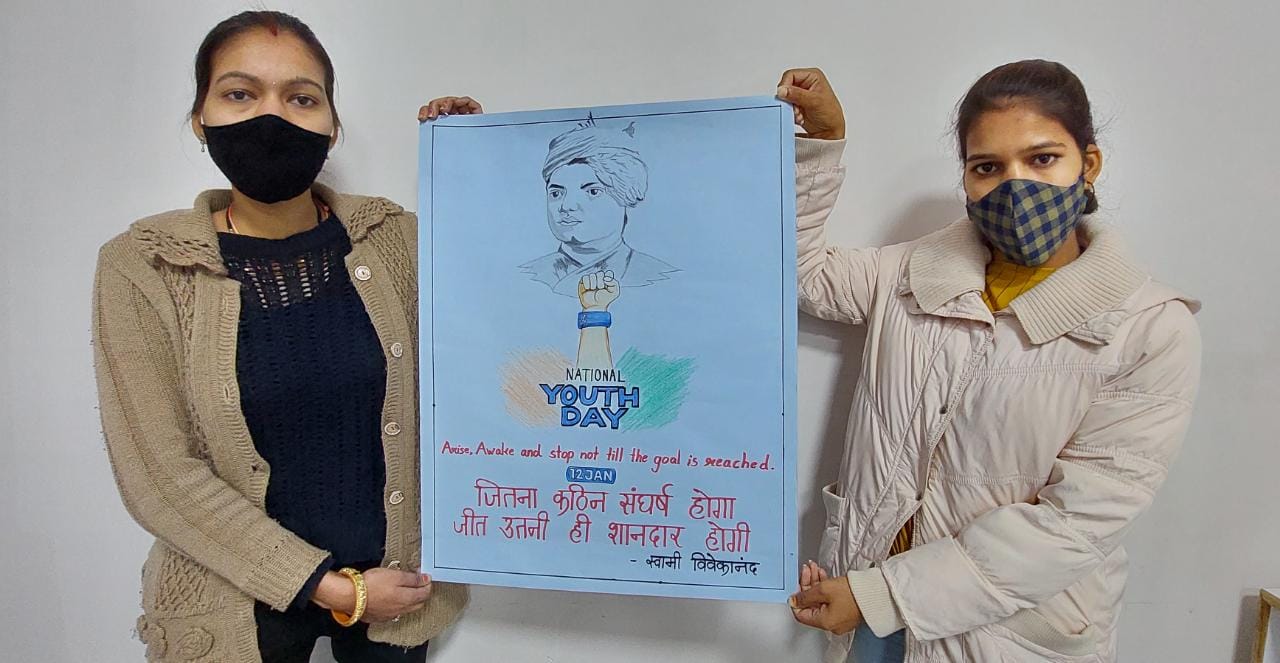 NATIONAL
YOUTH
DAY
Arise, Awake and stop not till the goal is reached.
12 JAN
जितना कठिन संघर्ष होगा
जीत उतनी ही शानदार होगी
- स्वामी विवेकानंद